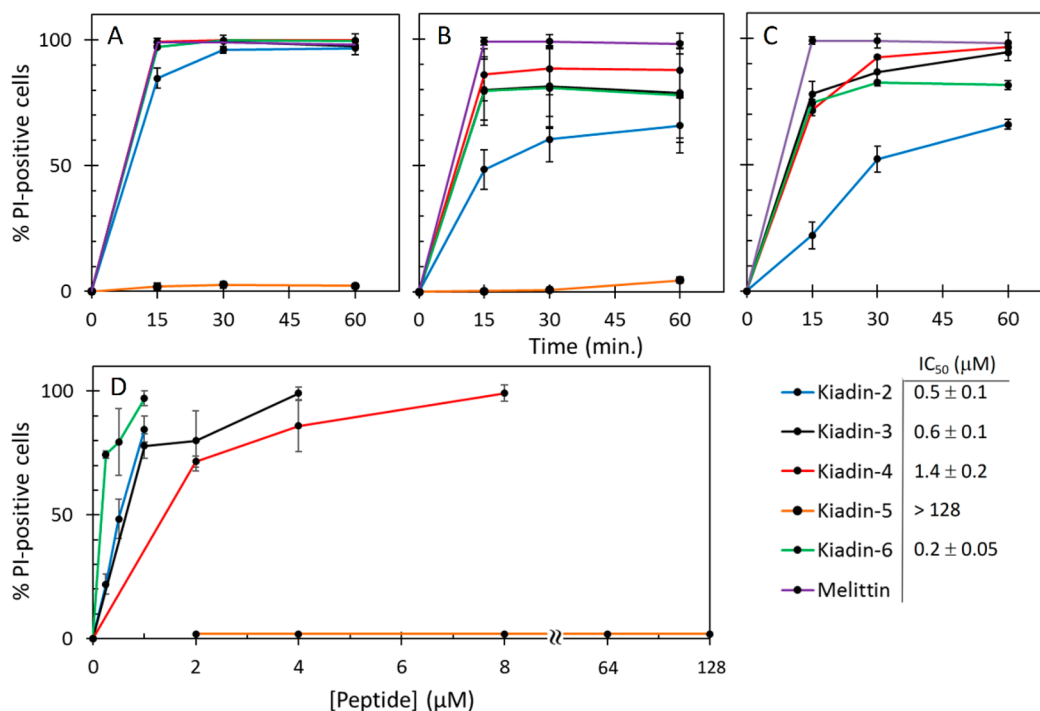 A
B
C
% PI-positive cells
100
50
0
0 15 30 45 60
0 15 30 45 60
0 15 30 45 60
Time (min.)
D
% PI-positive cells
100
50
0
0 2 4 6 8 64 128
[Peptide] (μM)
IC50 (μM)
Kiadin-2 0.5 ± 0.1
Kiadin-3 0.6 ± 0.1
Kiadin-4 1.4 ± 0.2
Kiadin-5 > 128
Kiadin-6 0.2 ± 0.05
Melittin